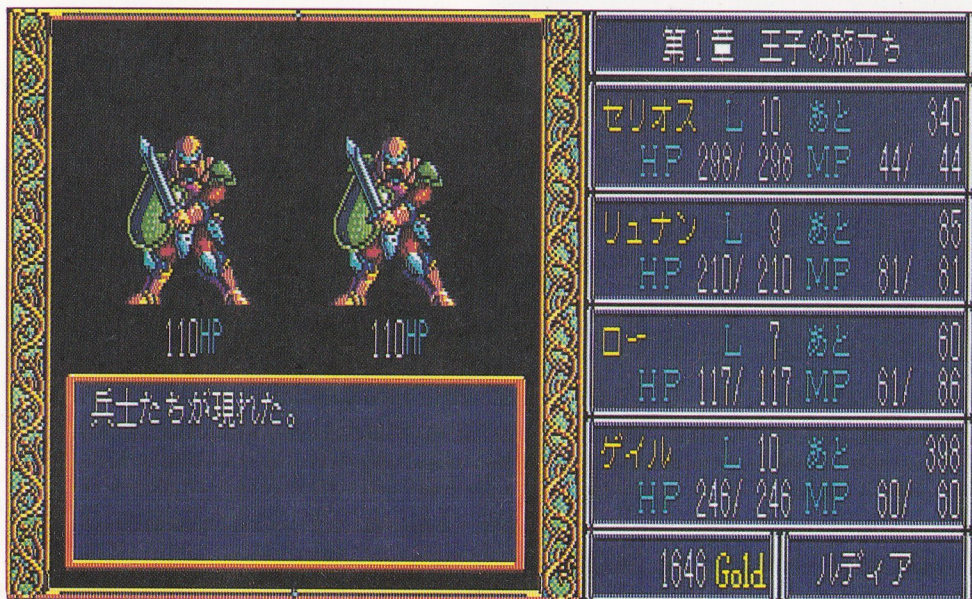 110HP 110HP
兵士たちが現れた。
第1章 王子の旅立ち
セリオス L 10 あと 340
HP 298/ 298 MP 44/ 44
リュナン L 9 あと 85
HP 210/ 210 MP 81/ 81
ロー L 7 あと 60
HP 117/ 117 MP 61/ 86
ゲイル L 10 あと 398
HP 246/ 246 MP 60/ 60
1646 Gold
ルディア